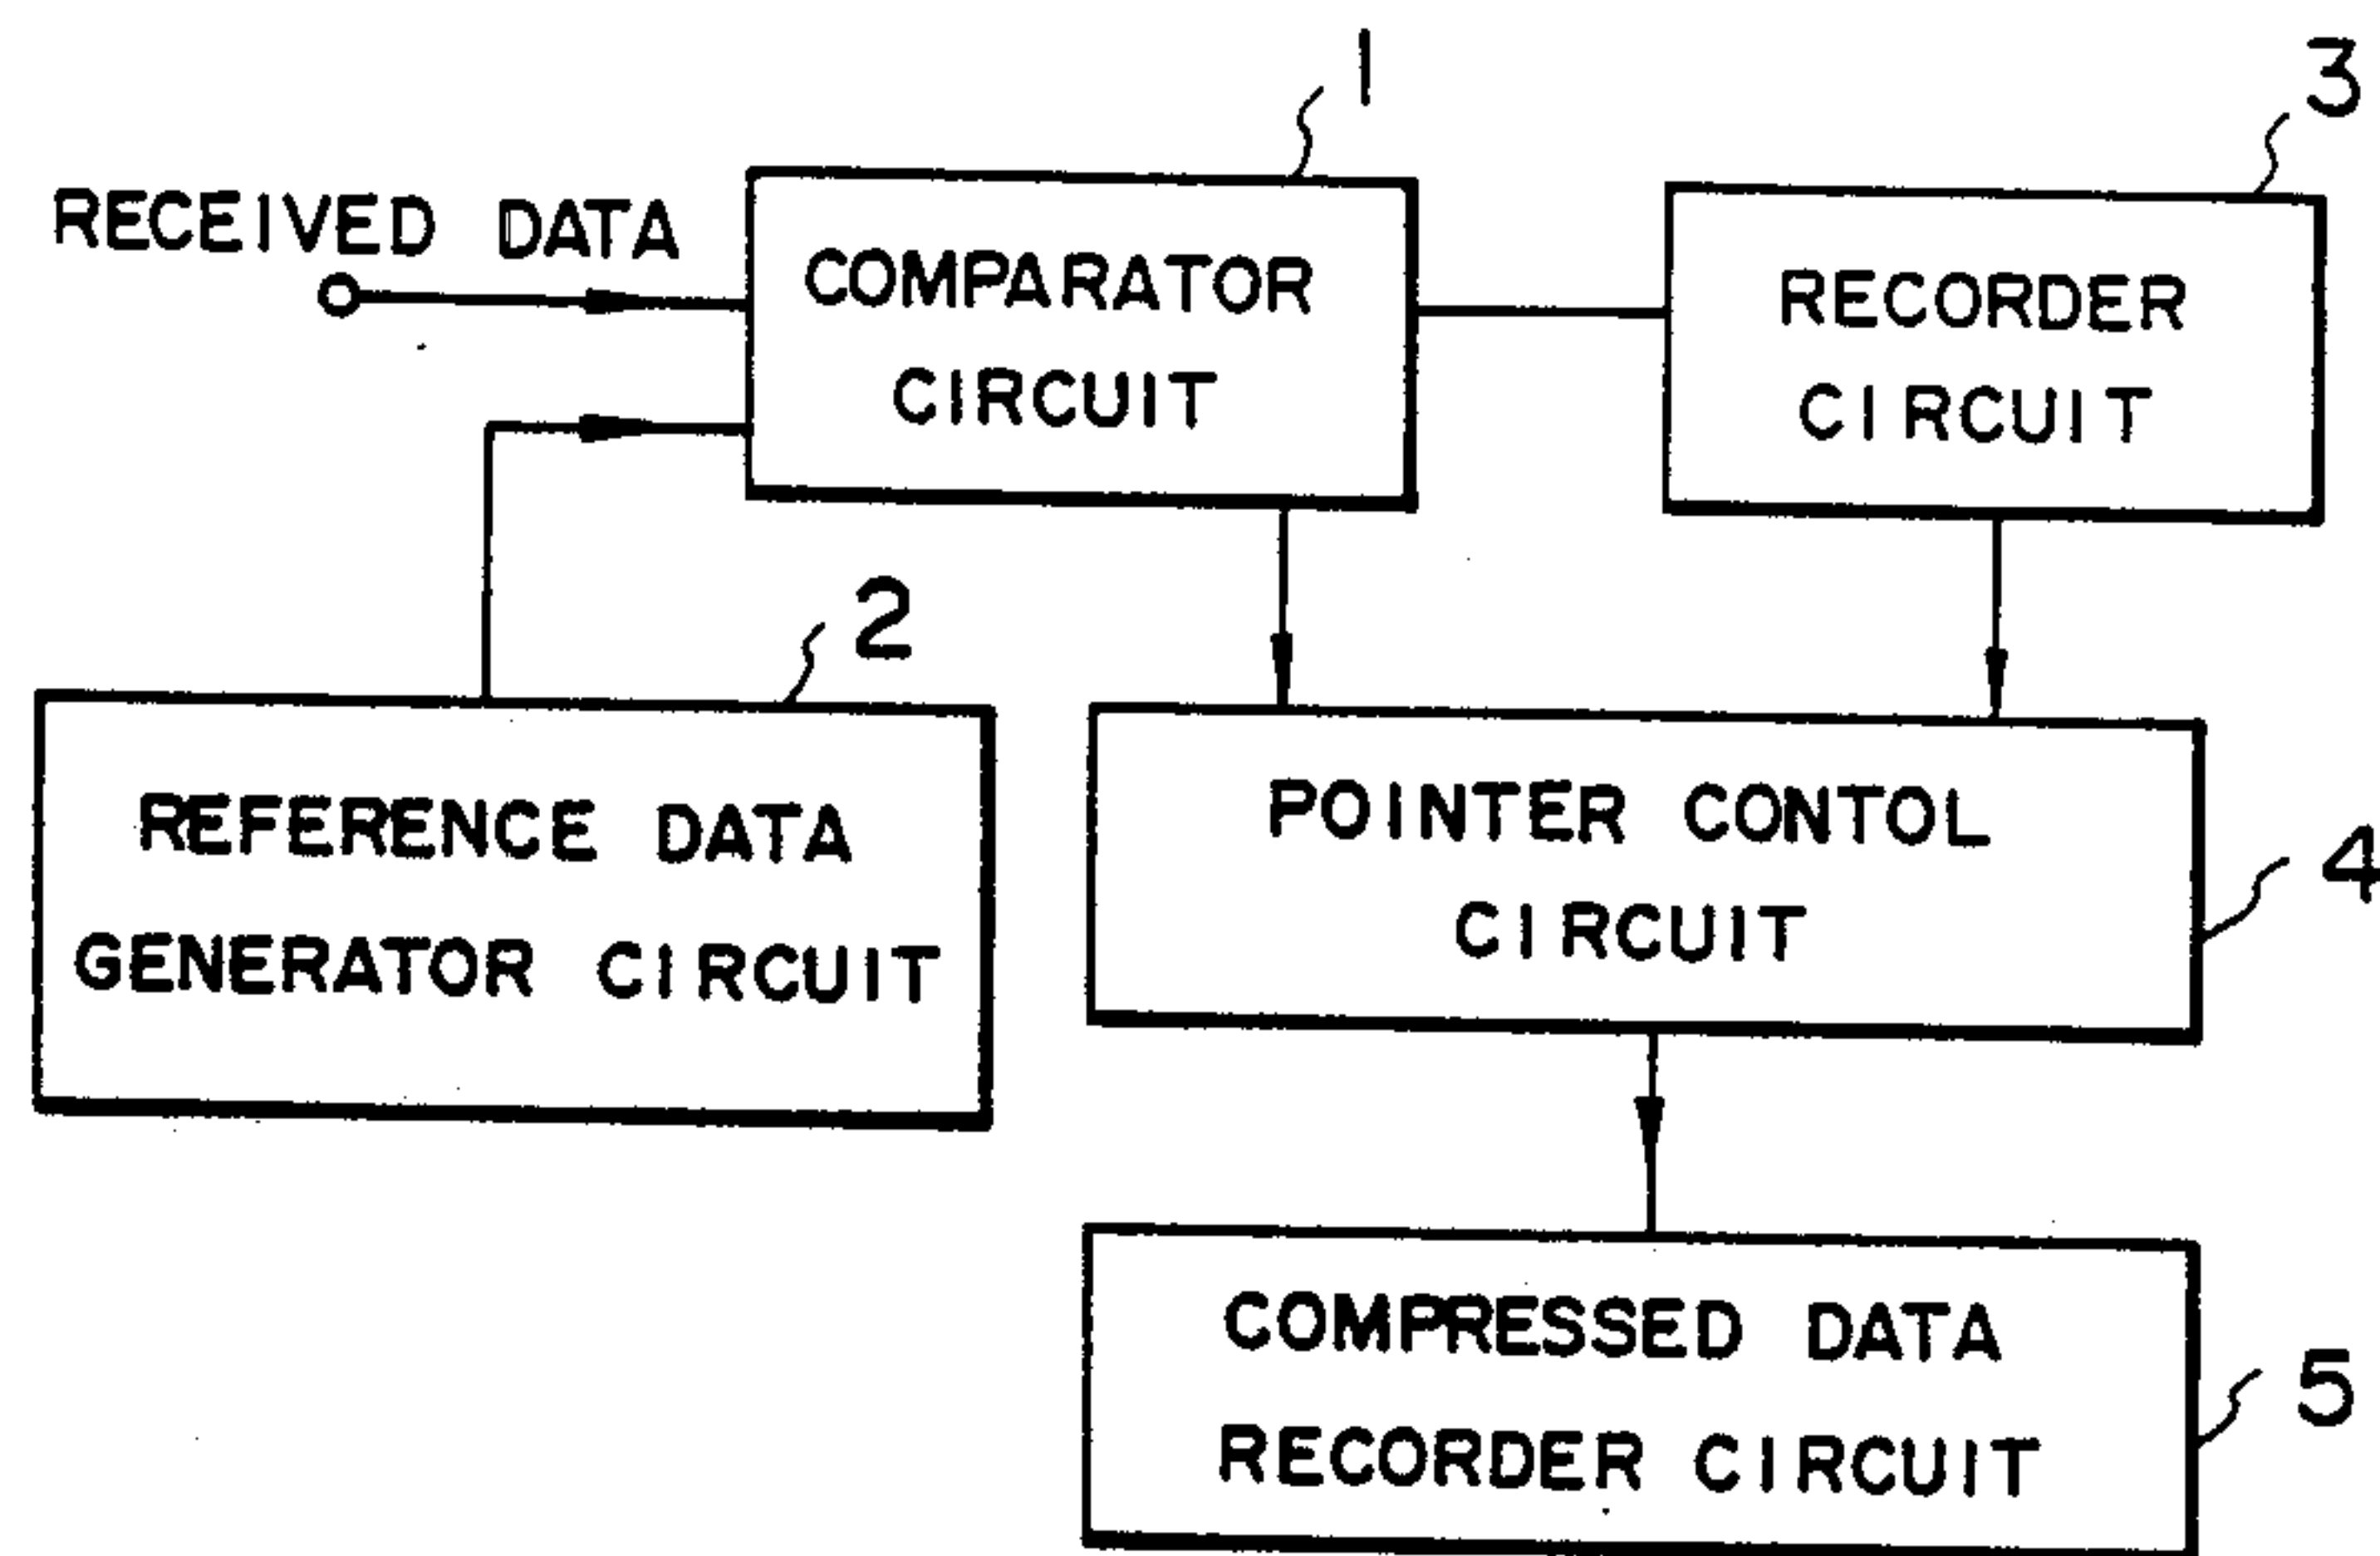 1
3
RECEIVED DATA
COMPARATOR
CIRCUIT
RECORDER
CIRCUIT
2
REFERENCE DATA
GENERATOR CIRCUIT
POINTER CONTOL
CIRCUIT
4
COMPRESSED DATA
RECORDER CIRCUIT
5